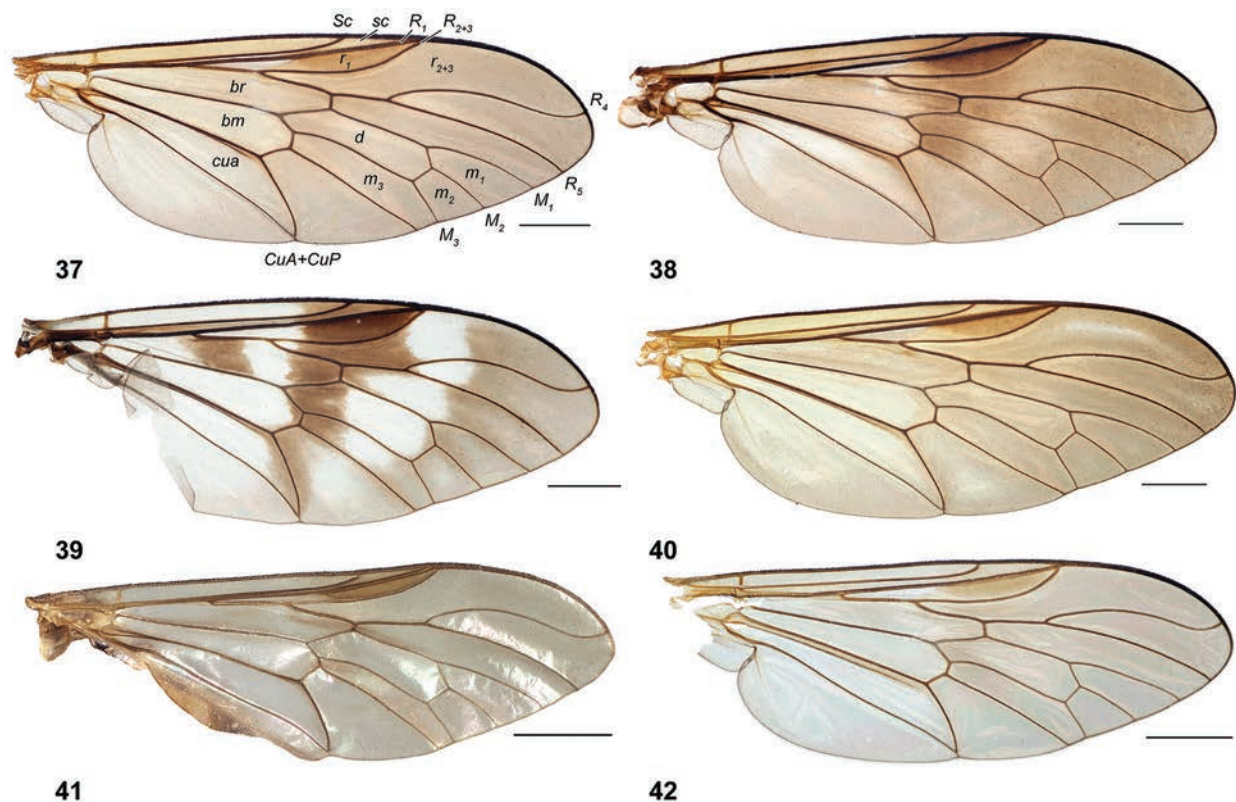 Sc sc R₁ R₂₊₃
r₁ r₂₊₃
br
R₄
bm
d
cua
m₁
m₃ m₂
R₅
M₁
M₂
M₃
CuA+CuP
37 38
39 40
41 42